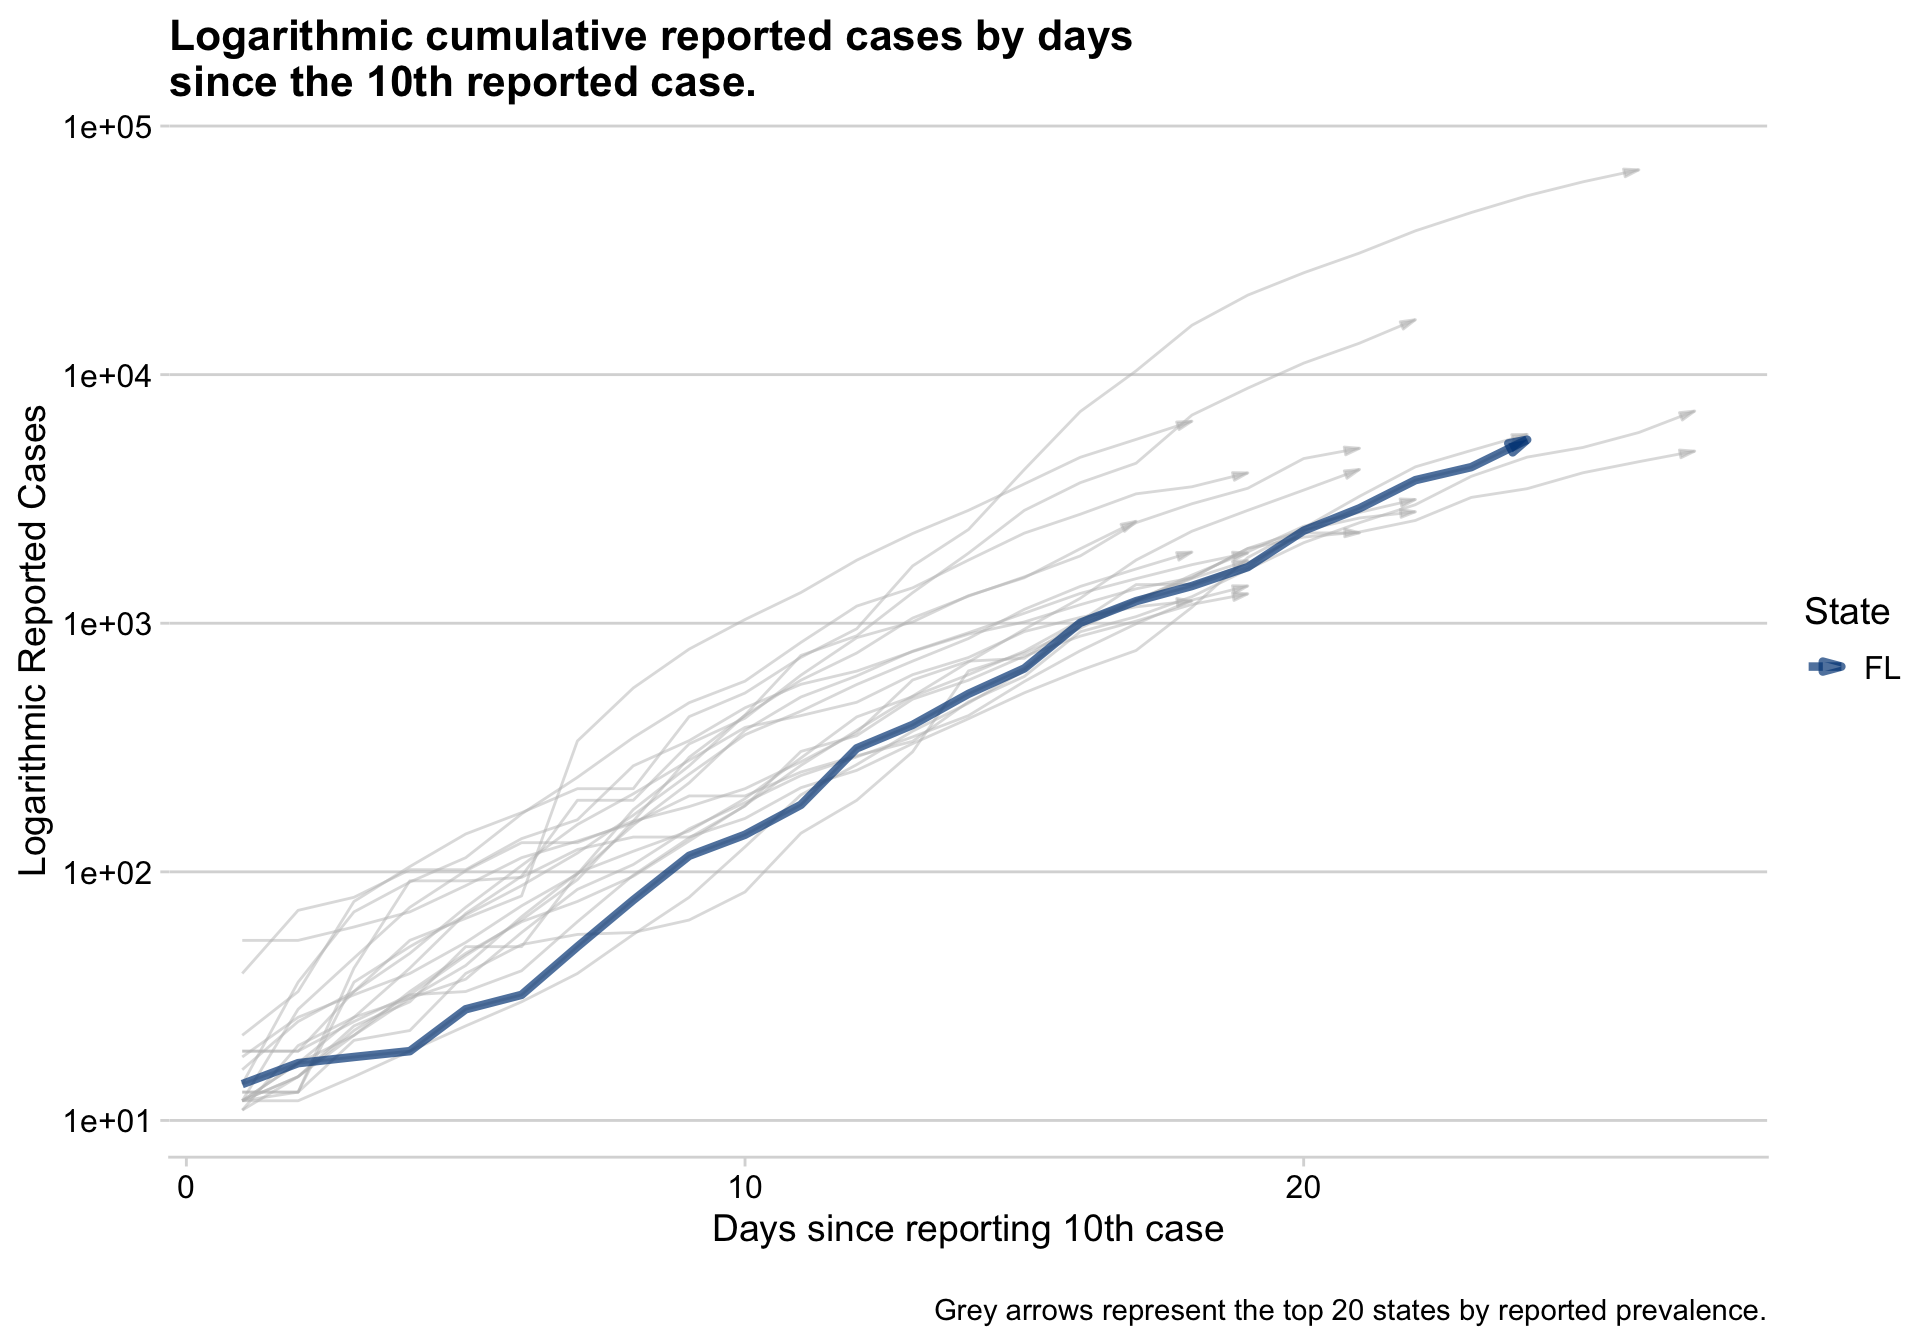 Logarithmic cumulative reported cases by days
since the 10th reported case.
1e+05
1e+04
1e+03
1e+02
1e+01
Logarithmic Reported Cases
0
10
20
Days since reporting 10th case
State
FL
Grey arrows represent the top 20 states by reported prevalence.